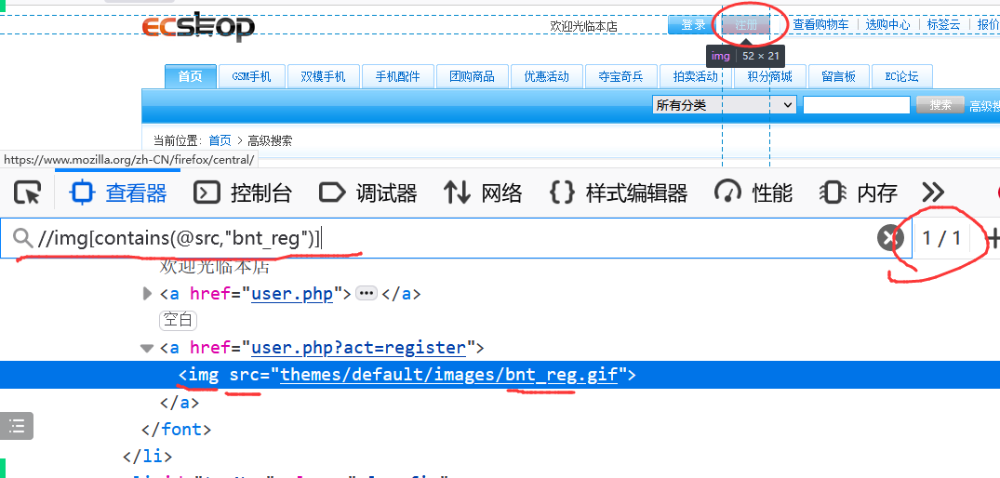 ECSHOP
欢迎光临本店 登录 注册 查看购物车 | 选购中心 | 标签云 | 报价
img | 52 × 21
首页 GSM手机 双模手机 手机配件 团购商品 优惠活动 夺宝奇兵 拍卖活动 积分商城 留言板 EC论坛
所有分类 搜索 高级搜
当前位置: 首页 > 高级搜索
https://www.mozilla.org/zh-CN/firefox/central/
查看器 控制台 调试器 网络 {} 样式编辑器 性能 内存
//img[contains(@src,"bnt_reg")] 1 / 1
欢迎光临本店
<a href="user.php">···</a>
空白
<a href="user.php?act=register">
<img src="themes/default/images/bnt_reg.gif">
</a>
</font>
</li>